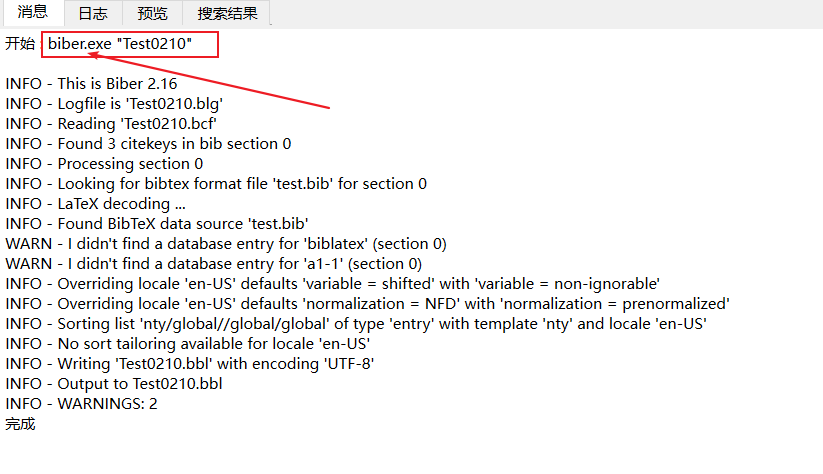 消息 日志 预览 搜索结果
开始 : biber.exe "Test0210"
INFO - This is Biber 2.16
INFO - Logfile is 'Test0210.blg'
INFO - Reading 'Test0210.bcf'
INFO - Found 3 citekeys in bib section 0
INFO - Processing section 0
INFO - Looking for bibtex format file 'test.bib' for section 0
INFO - LaTeX decoding ...
INFO - Found BibTeX data source 'test.bib'
WARN - I didn't find a database entry for 'biblatex' (section 0)
WARN - I didn't find a database entry for 'a1-1' (section 0)
INFO - Overriding locale 'en-US' defaults 'variable = shifted' with 'variable = non-ignorable'
INFO - Overriding locale 'en-US' defaults 'normalization = NFD' with 'normalization = prenormalized'
INFO - Sorting list 'nty/global//global/global' of type 'entry' with template 'nty' and locale 'en-US'
INFO - No sort tailoring available for locale 'en-US'
INFO - Writing 'Test0210.bbl' with encoding 'UTF-8'
INFO - Output to Test0210.bbl
INFO - WARNINGS: 2
完成